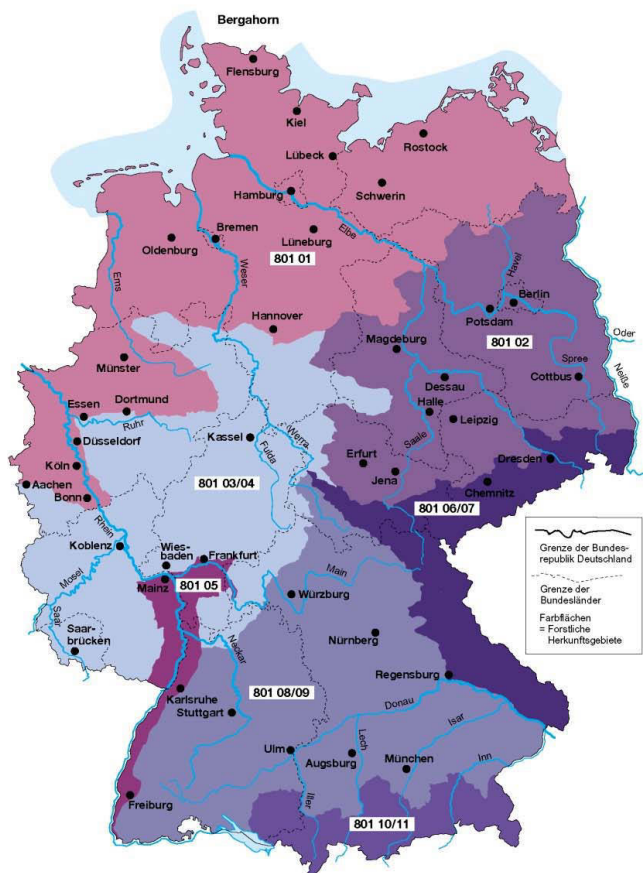 Bergahorn
Flensburg
Kiel
Rostock
Lübeck
Hamburg
Schwerin
Bremen
Lüneburg
Elbe
Oldenburg
801 01
Ems
Weser
Havel
Berlin
Hannover
Potsdam
Oder
801 02
Magdeburg
Münster
Spree
Neiße
Dessau
Cottbus
Essen
Dortmund
Halle
Ruhr
Leipzig
Kassel
Werra
Düsseldorf
Fulda
Saale
Köln
Erfurt
Dresden
Aachen
801 03/04
Jena
Chemnitz
Bonn
801 06/07
Rhein
Koblenz
Wies-
baden
Frankfurt
Grenze der Bundes-
republik Deutschland
Mosel
Main
Mainz
801 05
Würzburg
Grenze der
Bundesländer
Saar
Saar-
brücken
Neckar
Nürnberg
Farbflächen
= Forstliche
Herkunftsgebiete
Regensburg
Karlsruhe
801 08/09
Stuttgart
Donau
Isar
Ulm
Lech
Augsburg
München
Inn
Iller
Freiburg
801 10/11